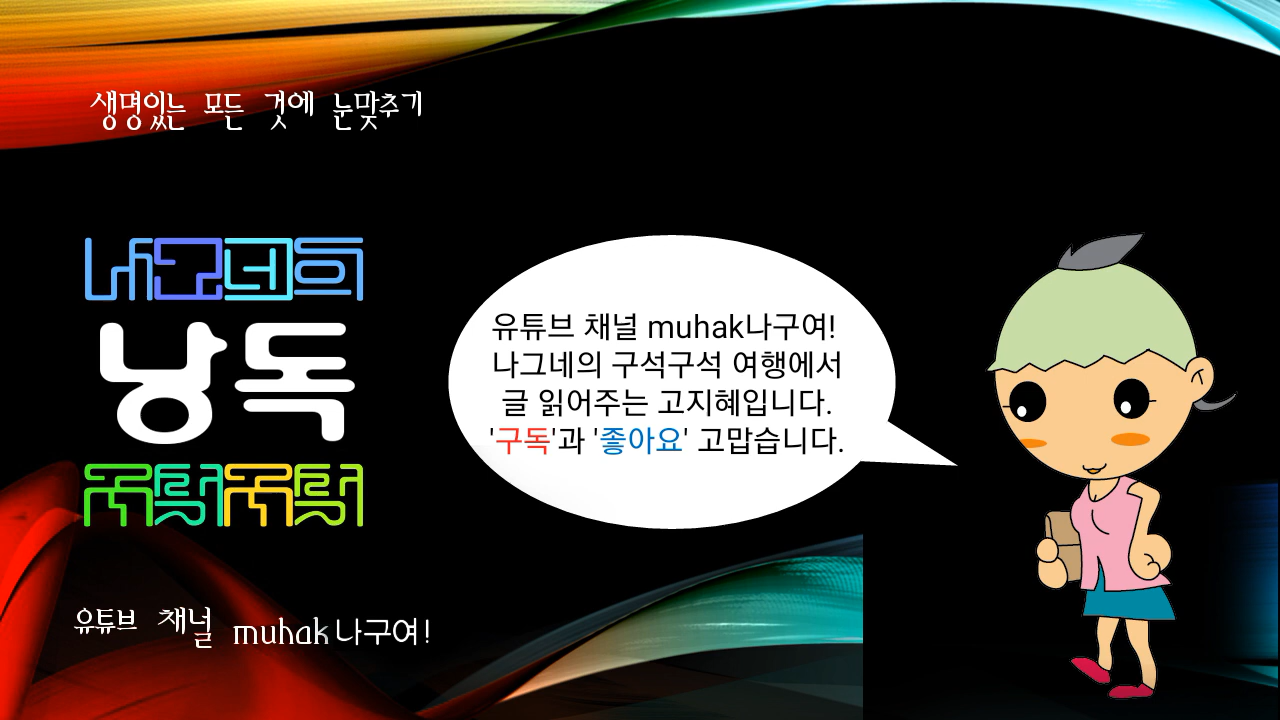 생명있는 모든 것에 눈맞추기
나그네의
낭독
구석구석
유튜브 채널 muhak나구여!
나그네의 구석구석 여행에서
글 읽어주는 고지혜입니다.
'구독'과 '좋아요' 고맙습니다.
유튜브 채널 muhak나구여!